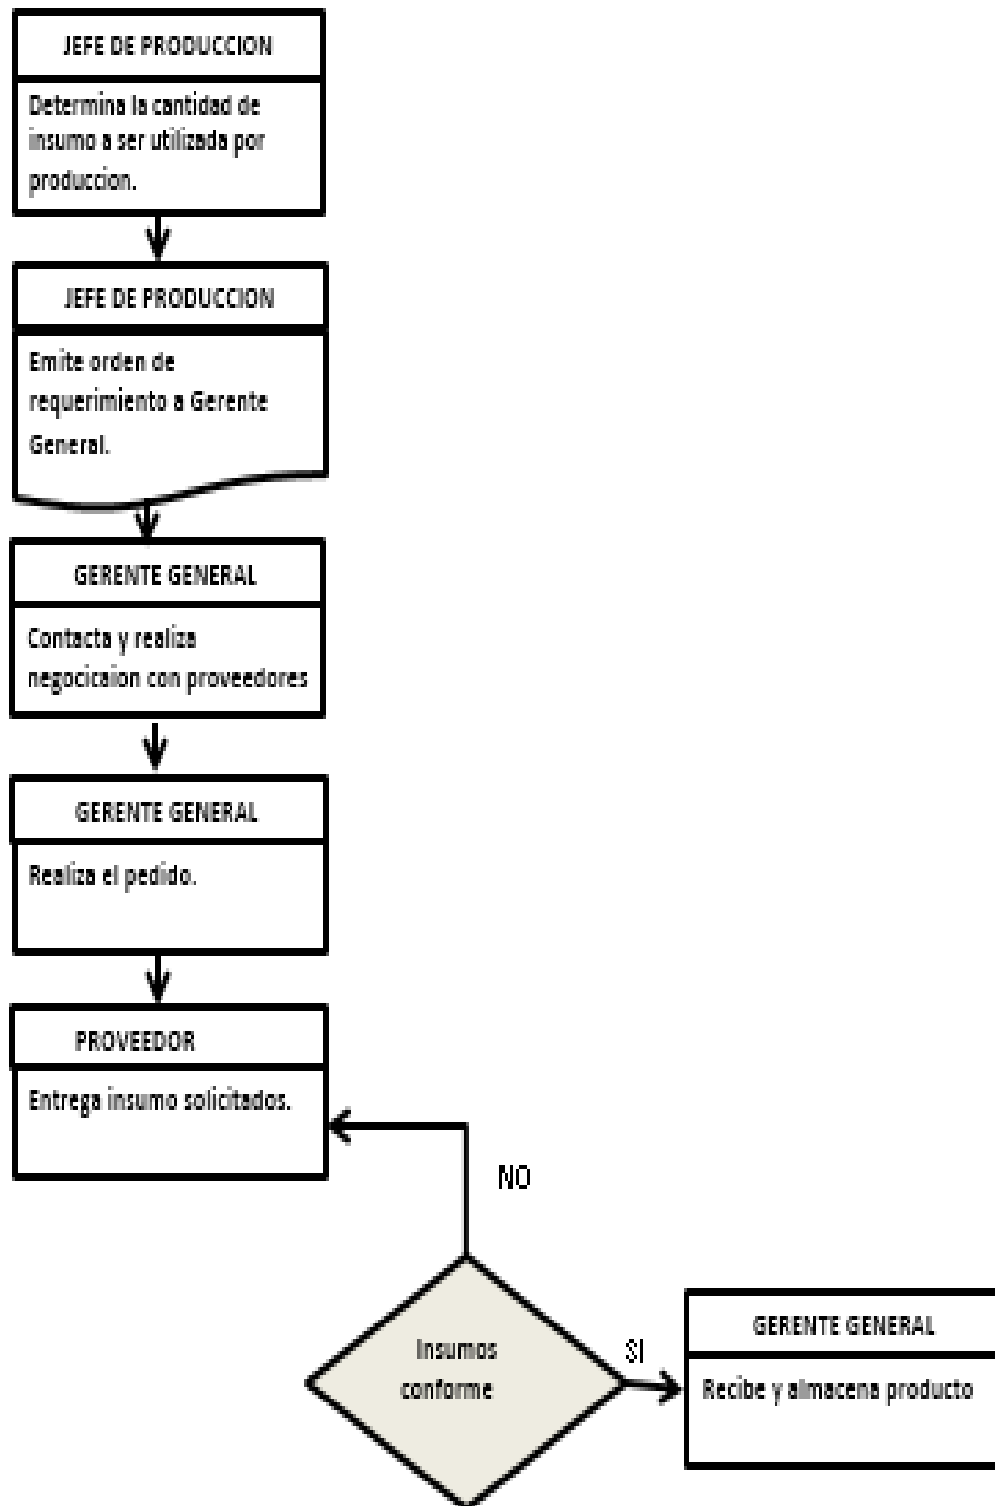 JEFE DE PRODUCCION
Determina la cantidad de
insumo a ser utilizada por
produccion.
JEFE DE PRODUCCION
Emite orden de
requerimiento a Gerente
General.
GERENTE GENERAL
Contacta y realiza
negocicaion con proveedores
GERENTE GENERAL
Realiza el pedido.
PROVEEDOR
Entrega insumo solicitados.
NO
Insumos
conforme
SI
GERENTE GENERAL
Recibe y almacena producto